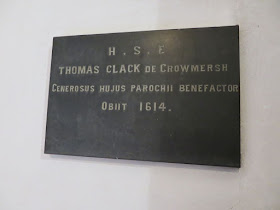 H. S. E
THOMAS CLACK DE CROWMERSH
GENEROSUS HUJUS PAROCHII BENEFACTOR
OBIIT 1614.